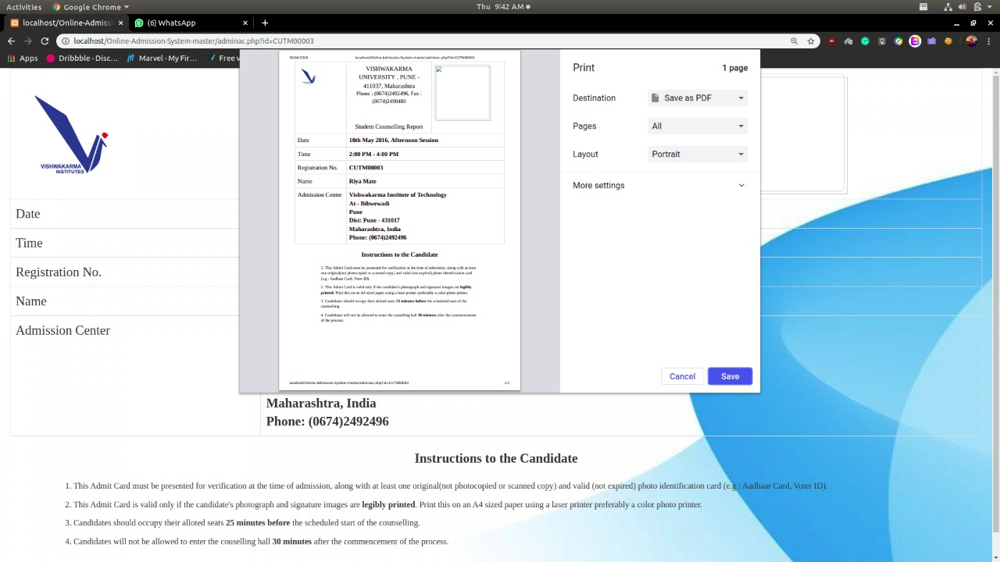 Activities
Google Chrome
Thu 9:42 AM
localhost/Online-Admiss
(6) WhatsApp
localhost/Online-Admission-System-master/adminac.php?id=CUTM00003
Dribbble - Disc...
Marvel - My Fir...
Free v
VISHWAKARMA
INSTITUTES
Date
Time
Registration No.
Name
Admission Center
30/04/2020
localhost/Online-Admission-System-master/adminac.php?id=CUTM00003
VISHWAKARMA
UNIVERSITY , PUNE -
411037, Maharashtra
Phone : (0674)2492496, Fax :
(0674)2490480
Student Counselling Report
Date 10th May 2016, Afternoon Session
Time 2:00 PM - 4:00 PM
Registration No. CUTM00003
Name Riya Mate
Admission Center Vishwakarma Institute of Technology
At - Bibwewadi
Pune
Dist: Pune - 431017
Maharashtra, India
Phone: (0674)2492496
Instructions to the Candidate
1. This Admit Card must be presented for verification at the time of admission, along with at least
one original(not photocopied or scanned copy) and valid (not expired) photo identification card
(e.g : Aadhaar Card, Voter ID).
2. This Admit Card is valid only if the candidate's photograph and signature images are legibly
printed. Print this on an A4 sized paper using a laser printer preferably a color photo printer.
3. Candidates should occupy their alloted seats 25 minutes before the scheduled start of the
counselling.
4. Candidates will not be allowed to enter the couselling hall 30 minutes after the commencement
of the process.
localhost/Online-Admission-System-master/adminac.php?id=CUTM00003
1/1
Print 1 page
Destination Save as PDF
Pages All
Layout Portrait
More settings
Cancel Save
Maharashtra, India
Phone: (0674)2492496
Instructions to the Candidate
1. This Admit Card must be presented for verification at the time of admission, along with at least one original(not photocopied or scanned copy) and valid (not expired) photo identification card (e.g : Aadhaar Card, Voter ID).
2. This Admit Card is valid only if the candidate's photograph and signature images are legibly printed. Print this on an A4 sized paper using a laser printer preferably a color photo printer.
3. Candidates should occupy their alloted seats 25 minutes before the scheduled start of the counselling.
4. Candidates will not be allowed to enter the couselling hall 30 minutes after the commencement of the process.